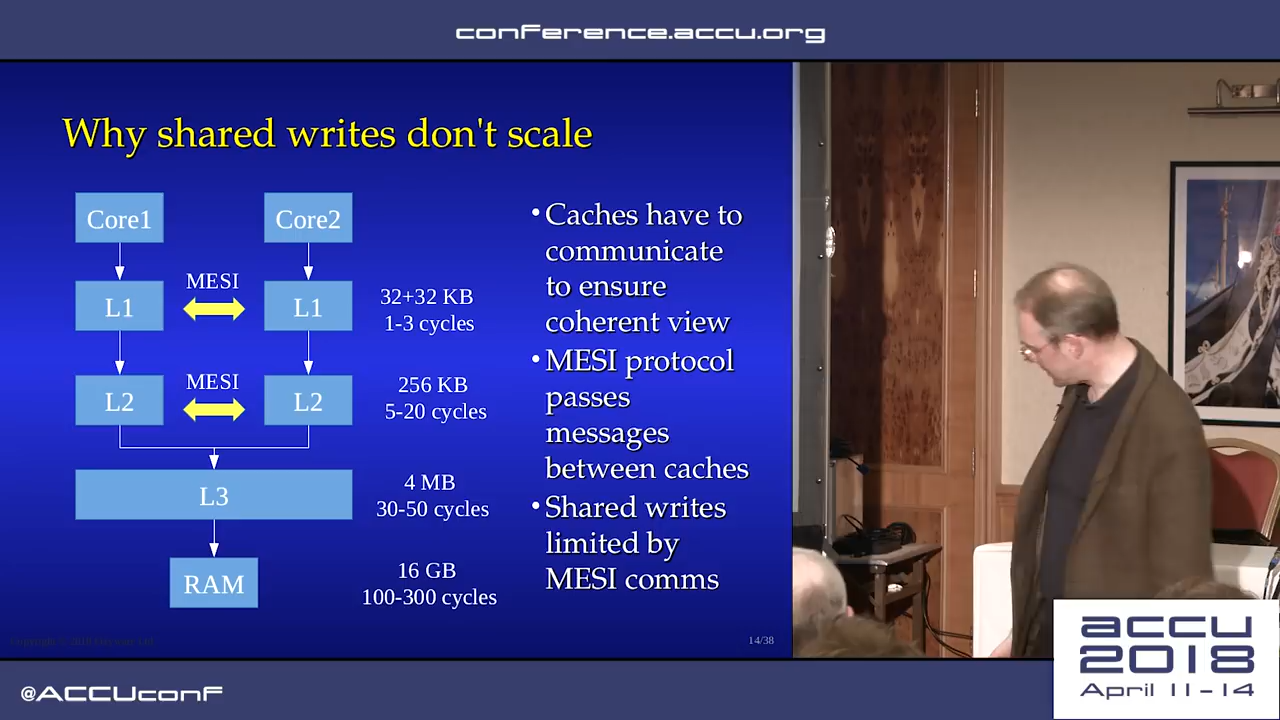 conference.accu.org
Why shared writes don't scale
Core1
Core2
L1
MESI
L1
32+32 KB
1-3 cycles
L2
MESI
L2
256 KB
5-20 cycles
L3
4 MB
30-50 cycles
RAM
16 GB
100-300 cycles
•Caches have to
communicate
to ensure
coherent view
•MESI protocol
passes
messages
between caches
•Shared writes
limited by
MESI comms
14/38
accu
2018
April 11-14
@ACCUconf